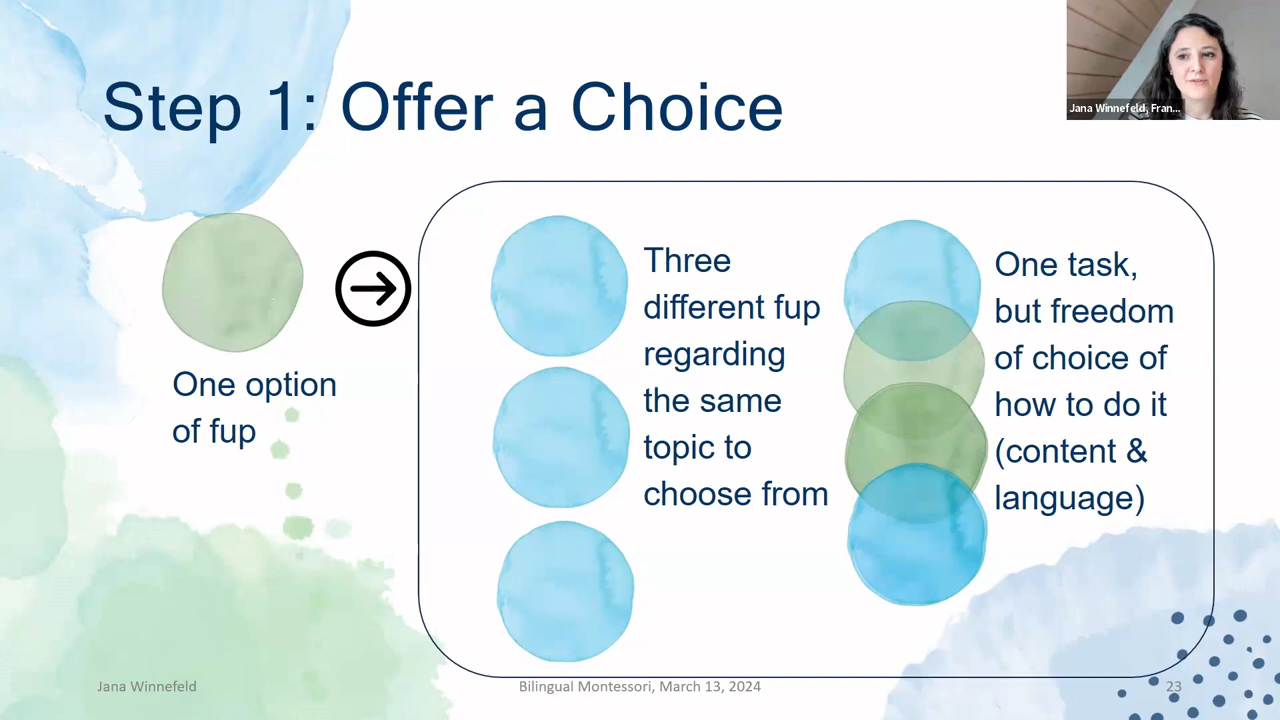 Step 1: Offer a Choice
Jana Winnefeld, Fran...
One option
of fup
Three
different fup
regarding
the same
topic to
choose from
One task,
but freedom
of choice of
how to do it
(content &
language)
Jana Winnefeld
Bilingual Montessori, March 13, 2024
23